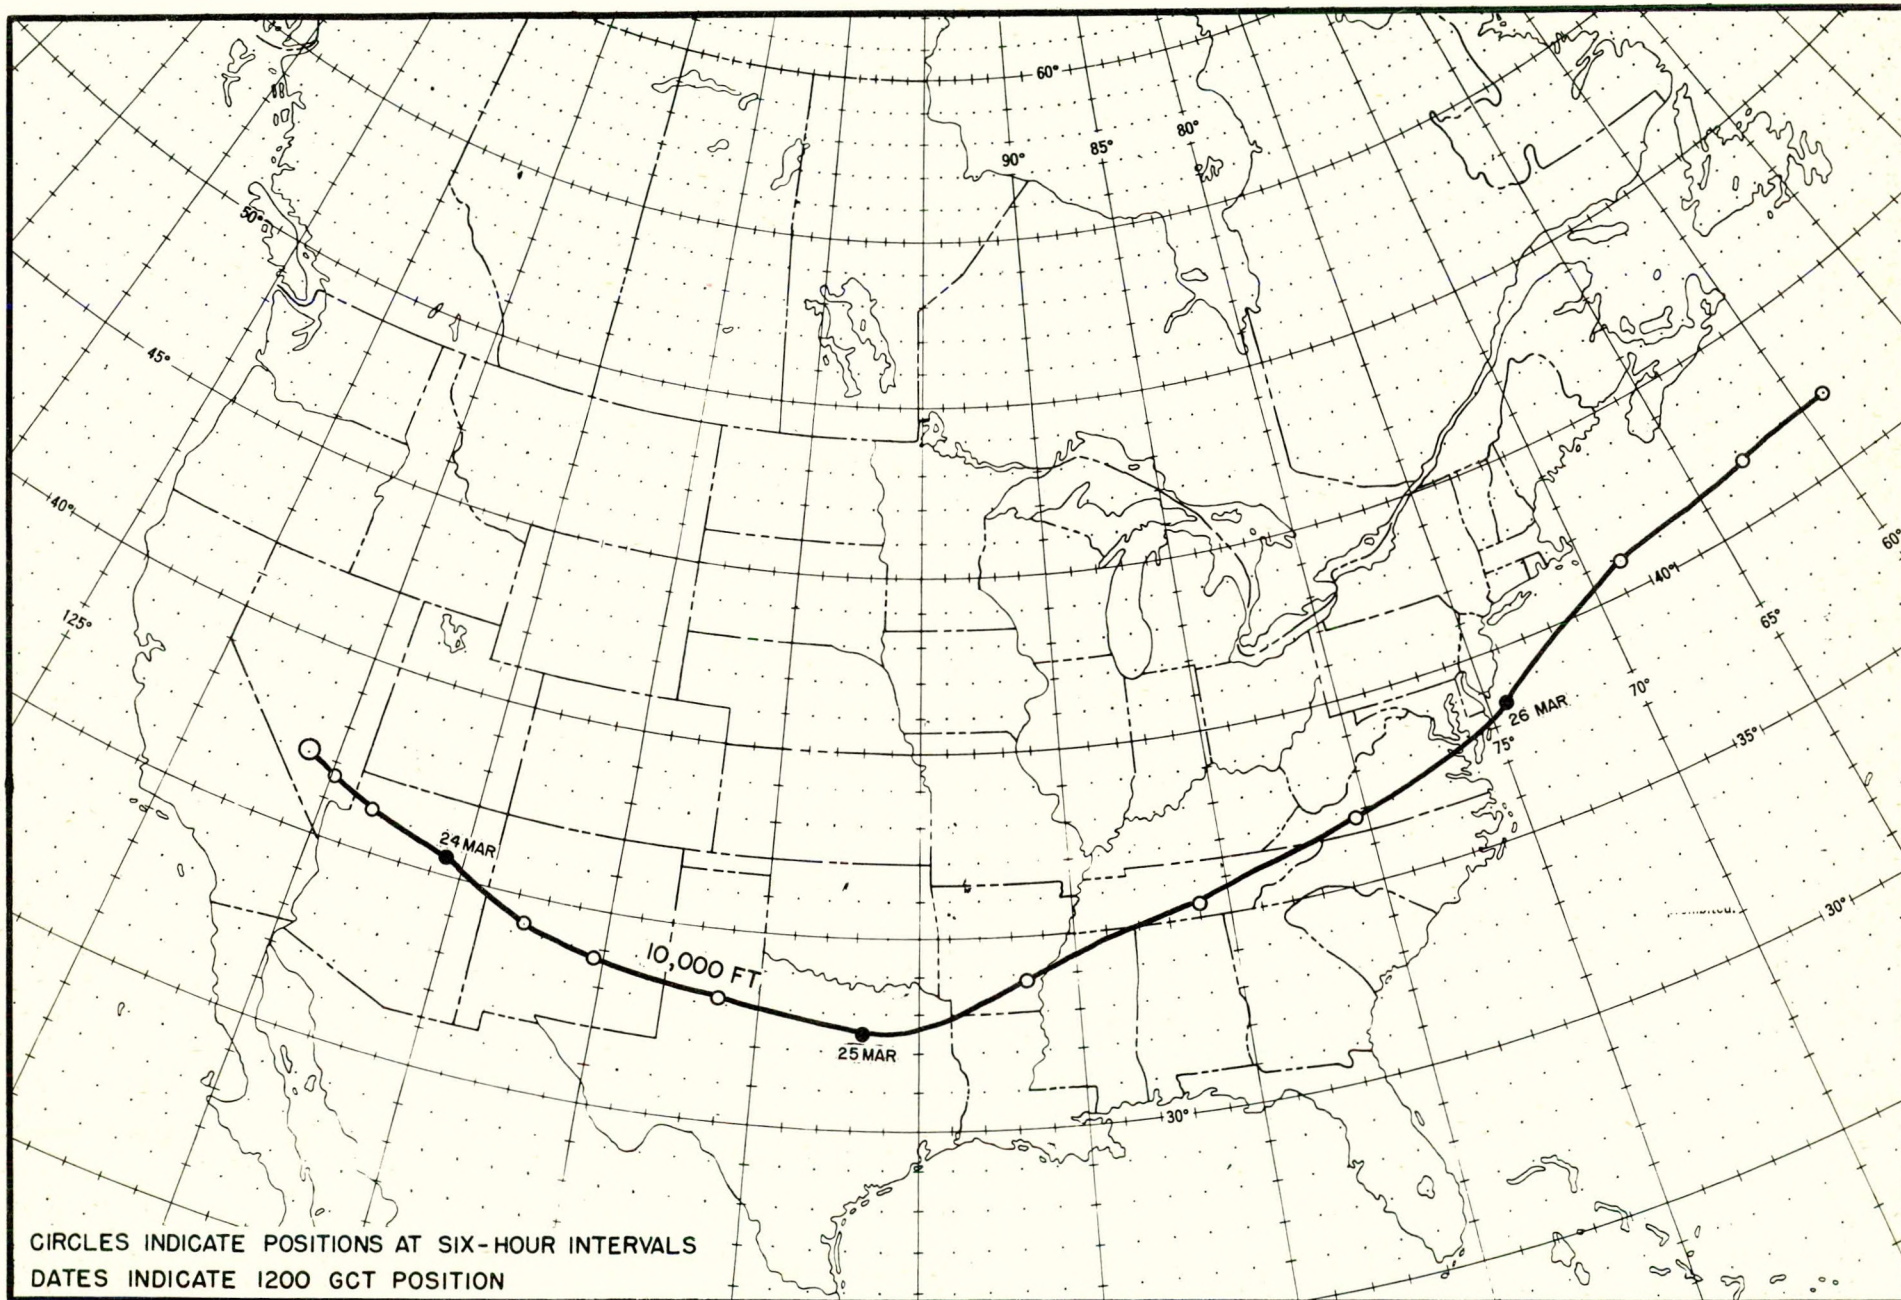 60°
80°
85°
90°
50°
45°
40°
60°
40°
125°
65°
70°
26 MAR
75°
35°
24 MAR
30°
10,000 FT
25 MAR
30°
CIRCLES INDICATE POSITIONS AT SIX-HOUR INTERVALS
DATES INDICATE 1200 GCT POSITION